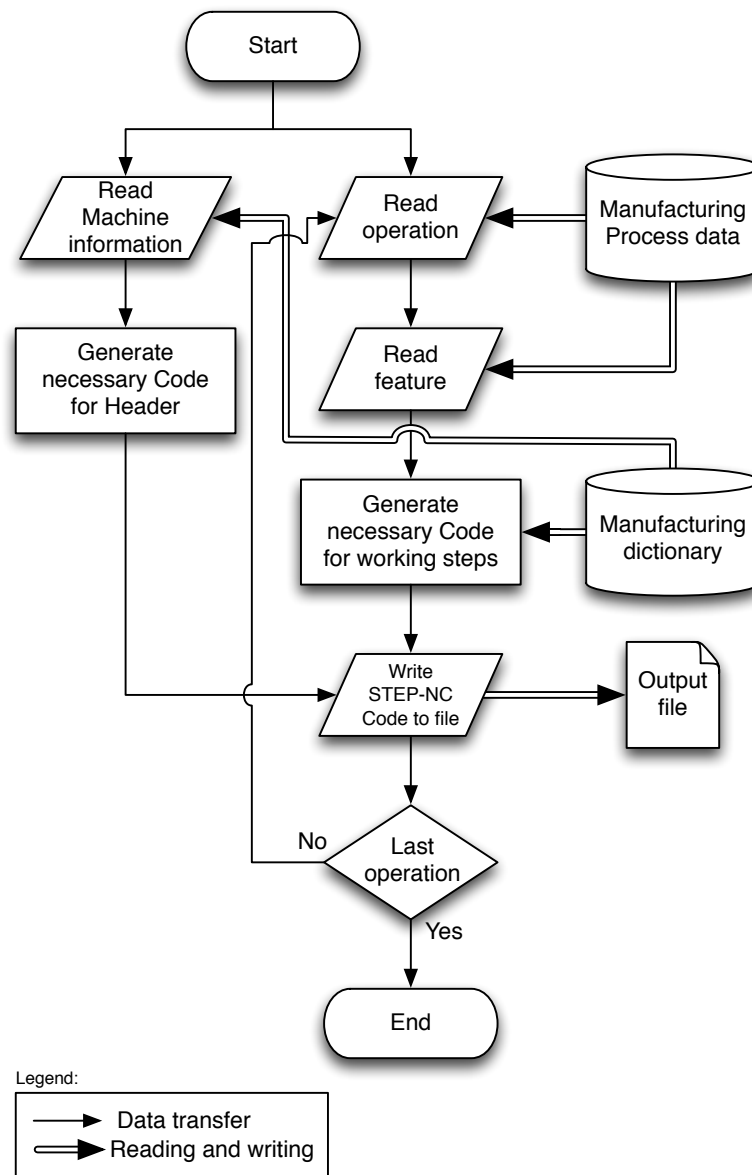 Start
Read
Machine
information
Read
operation
Manufacturing
Process data
Generate
necessary Code
for Header
Read
feature
Generate
necessary Code
for working steps
Manufacturing
dictionary
Write
STEP-NC
Code to file
Output
file
No
Last
operation
Yes
End
Legend:
Data transfer
Reading and writing